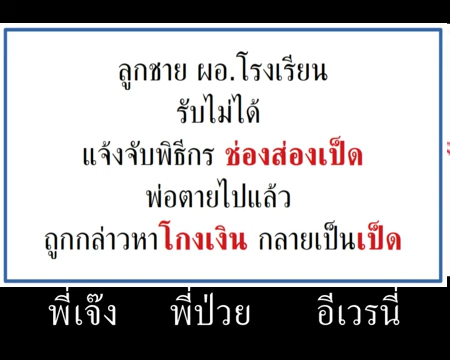 ลูกชาย ผอ.โรงเรียน
รับไม่ได้
แจ้งจับพิธีกร ช่องส่องเป็ด
พ่อตายไปแล้ว
ถูกกล่าวหาโกงเงิน กลายเป็นเป็ด
พี่เจ๊ง พี่ป่วย อีเวรนี่